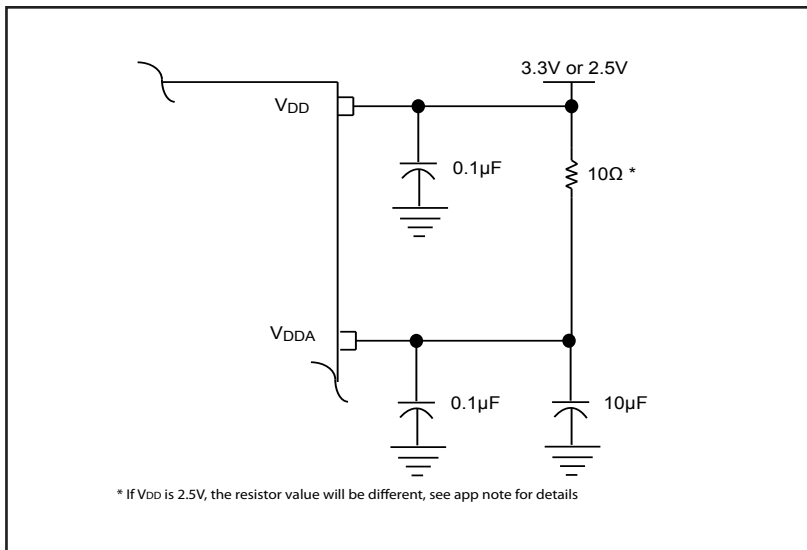 3.3V or 2.5V
VDD
0.1µF
10Ω *
VDDA
0.1µF
10µF
* If VDD is 2.5V, the resistor value will be different, see app note for details